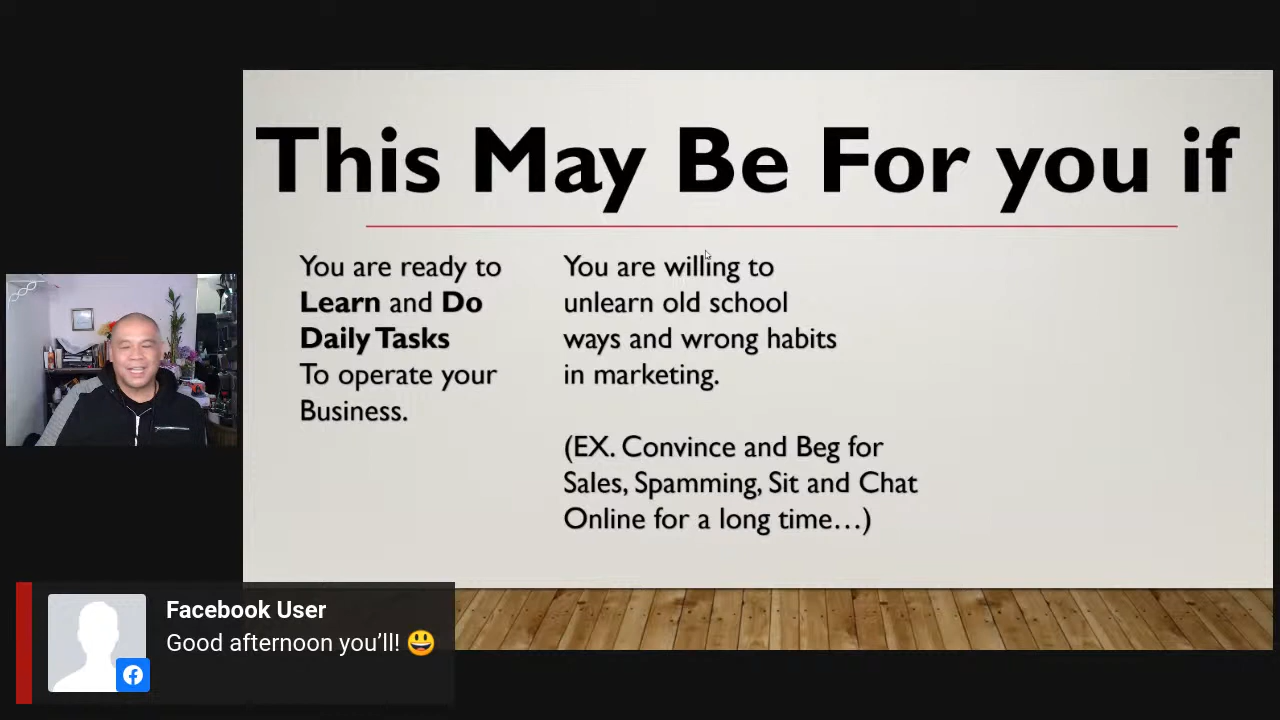 This May Be For you if
You are ready to
Learn and Do
Daily Tasks
To operate your
Business.
You are willing to
unlearn old school
ways and wrong habits
in marketing.
(EX. Convince and Beg for
Sales, Spamming, Sit and Chat
Online for a long time…)
Facebook User
Good afternoon you’ll! 😃